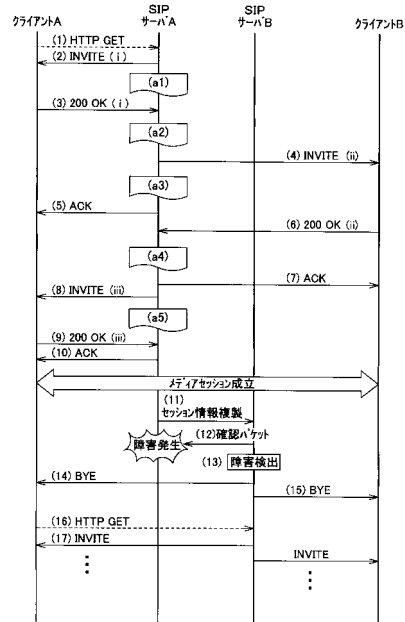 クライアントA
SIP
サーバA
SIP
サーバB
クライアントB
(1) HTTP GET
(2) INVITE ( i )
(a1)
(3) 200 OK ( i )
(a2)
(4) INVITE (ii)
(a3)
(5) ACK
(6) 200 OK (ii)
(a4)
(7) ACK
(8) INVITE (iii)
(a5)
(9) 200 OK (iii)
(10) ACK
メディアセッション成立
(11)
セッション情報複製
(12)確認パケット
障害発生
(13) 障害検出
(14) BYE
(15) BYE
(16) HTTP GET
(17) INVITE
INVITE